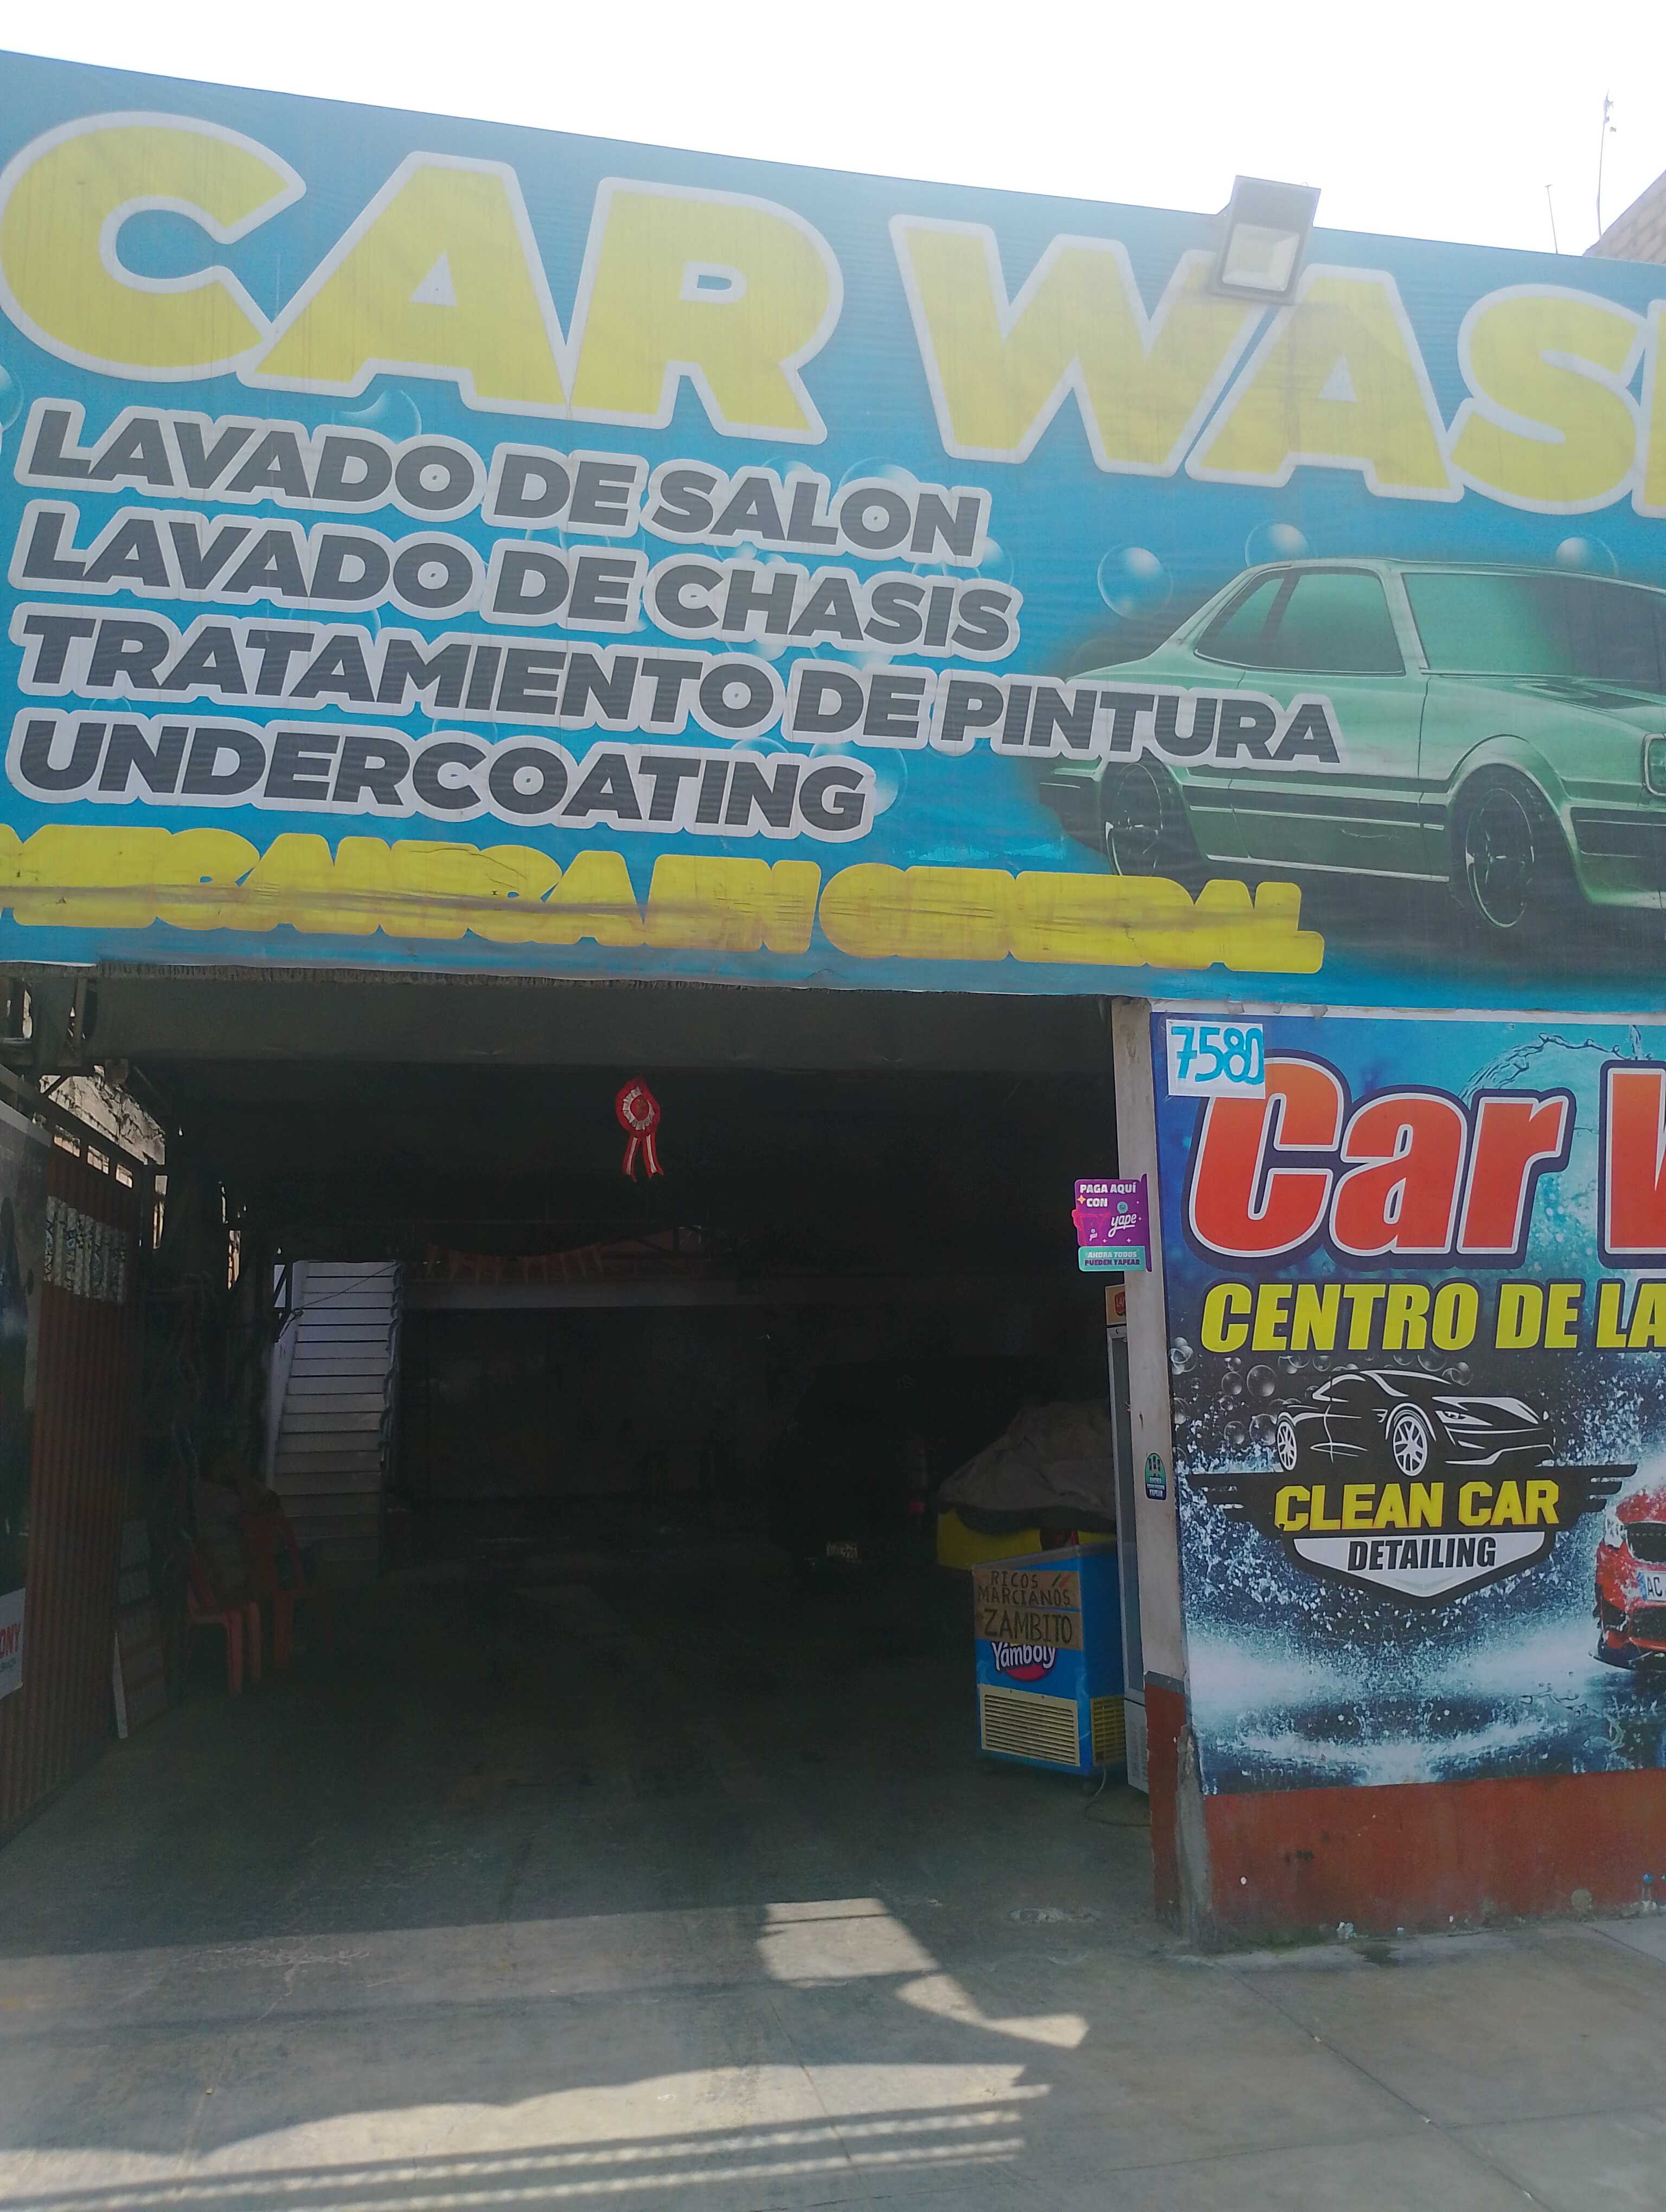 CAR WAS
LAVADO DE SALON
LAVADO DE CHASIS
TRATAMIENTO DE PINTURA
UNDERCOATING
7580
Car
CENTRO DE LA
CLEAN CAR
DETAILING
PAGA AQUÍ
CON
yape
AHORA TODOS
PUEDEN YAPEAR
RICOS
MARCIANOS
ZAMBITO
Yamboly
AC